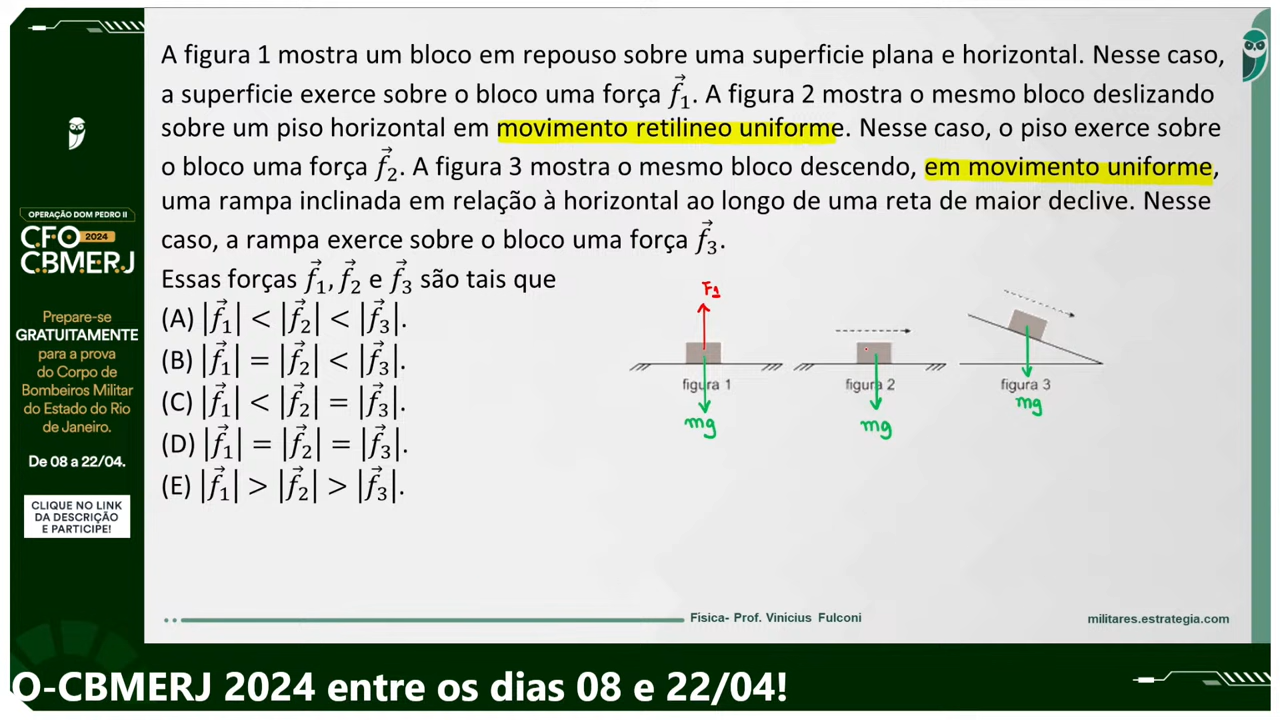 A figura 1 mostra um bloco em repouso sobre uma superficie plana e horizontal. Nesse caso,
a superficie exerce sobre o bloco uma força f⃗₁. A figura 2 mostra o mesmo bloco deslizando
sobre um piso horizontal em movimento retilineo uniforme. Nesse caso, o piso exerce sobre
o bloco uma força f⃗₂. A figura 3 mostra o mesmo bloco descendo, em movimento uniforme,
uma rampa inclinada em relação à horizontal ao longo de uma reta de maior declive. Nesse
caso, a rampa exerce sobre o bloco uma força f⃗₃.
Essas forças f⃗₁, f⃗₂ e f⃗₃ são tais que
(A) |f⃗₁| < |f⃗₂| < |f⃗₃|.
(B) |f⃗₁| = |f⃗₂| < |f⃗₃|.
(C) |f⃗₁| < |f⃗₂| = |f⃗₃|.
(D) |f⃗₁| = |f⃗₂| = |f⃗₃|.
(E) |f⃗₁| > |f⃗₂| > |f⃗₃|.
F1
figura 1
mg
figura 2
mg
figura 3
mg
OPERAÇÃO DOM PEDRO II
CFO 2024
CBMERJ
Prepare-se
GRATUITAMENTE
para a prova
do Corpo de
Bombeiros Militar
do Estado do Rio
de Janeiro.
De 08 a 22/04.
CLIQUE NO LINK
DA DESCRIÇÃO
E PARTICIPE!
Física- Prof. Vinícius Fulconi
militares.estrategia.com
O-CBMERJ 2024 entre os dias 08 e 22/04!